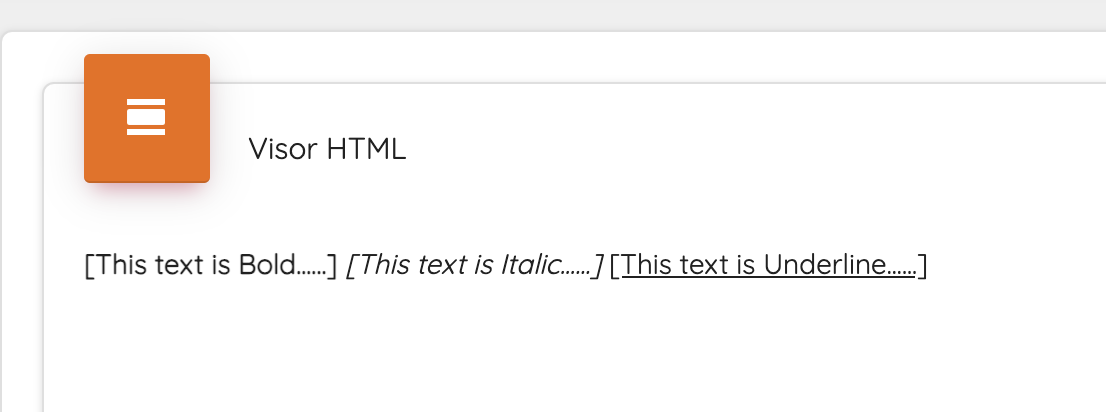 Visor HTML
[This text is Bold......] [This text is Italic......] [This text is Underline......]